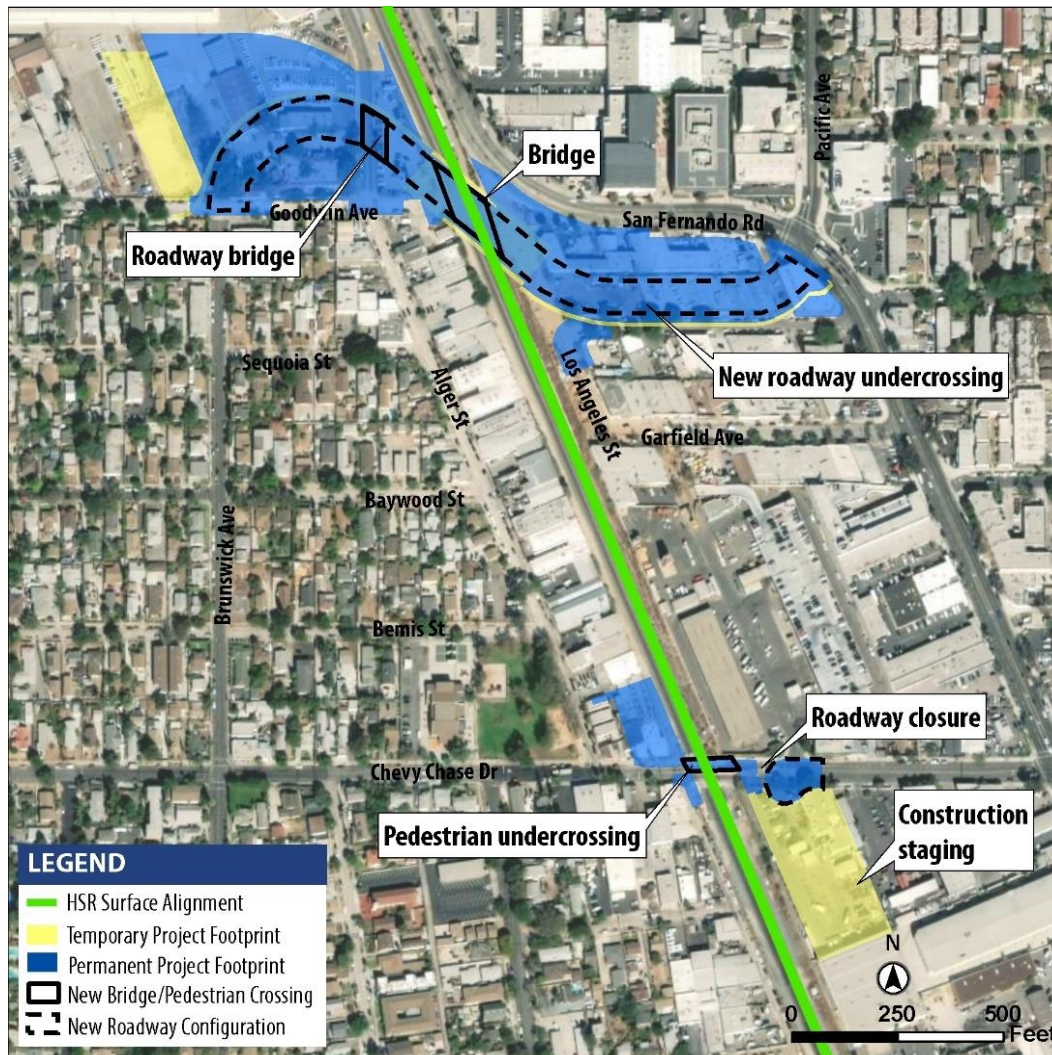 Bridge
Pacific Ave
San Fernando Rd
Goodwin Ave
Roadway bridge
Sequoia St
Alger St
Los Angeles St
New roadway undercrossing
Garfield Ave
Baywood St
Brunswick Ave
Bemis St
Roadway closure
Chevy Chase Dr
Pedestrian undercrossing
Construction
staging
LEGEND
HSR Surface Alignment
Temporary Project Footprint
Permanent Project Footprint
New Bridge/Pedestrian Crossing
New Roadway Configuration
N
0 250 500
Feet